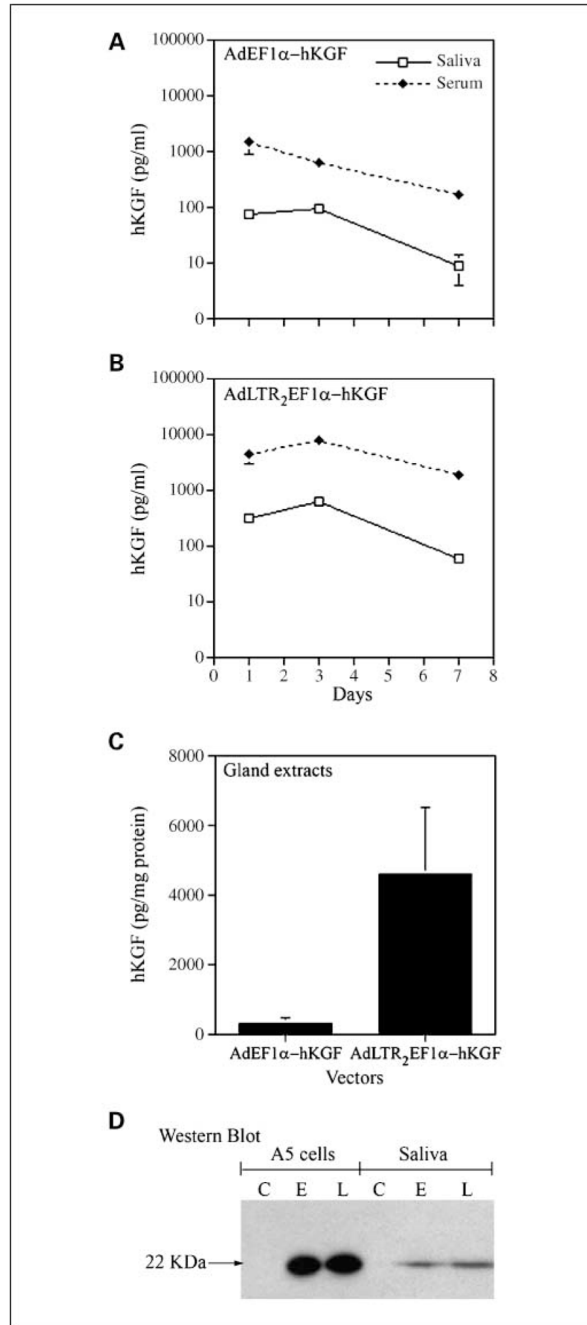 A
100000
AdEF1α-hKGF
Saliva
Serum
10000
1000
100
10
0
hKGF (pg/ml)
B
100000
AdLTR₂EF1α-hKGF
10000
1000
100
10
0
hKGF (pg/ml)
0 1 2 3 4 5 6 7 8
Days
C
8000
Gland extracts
6000
4000
2000
0
hKGF (pg/mg protein)
AdEF1α-hKGF AdLTR₂EF1α-hKGF
Vectors
D
Western Blot
A5 cells Saliva
C E L C E L
22 KDa